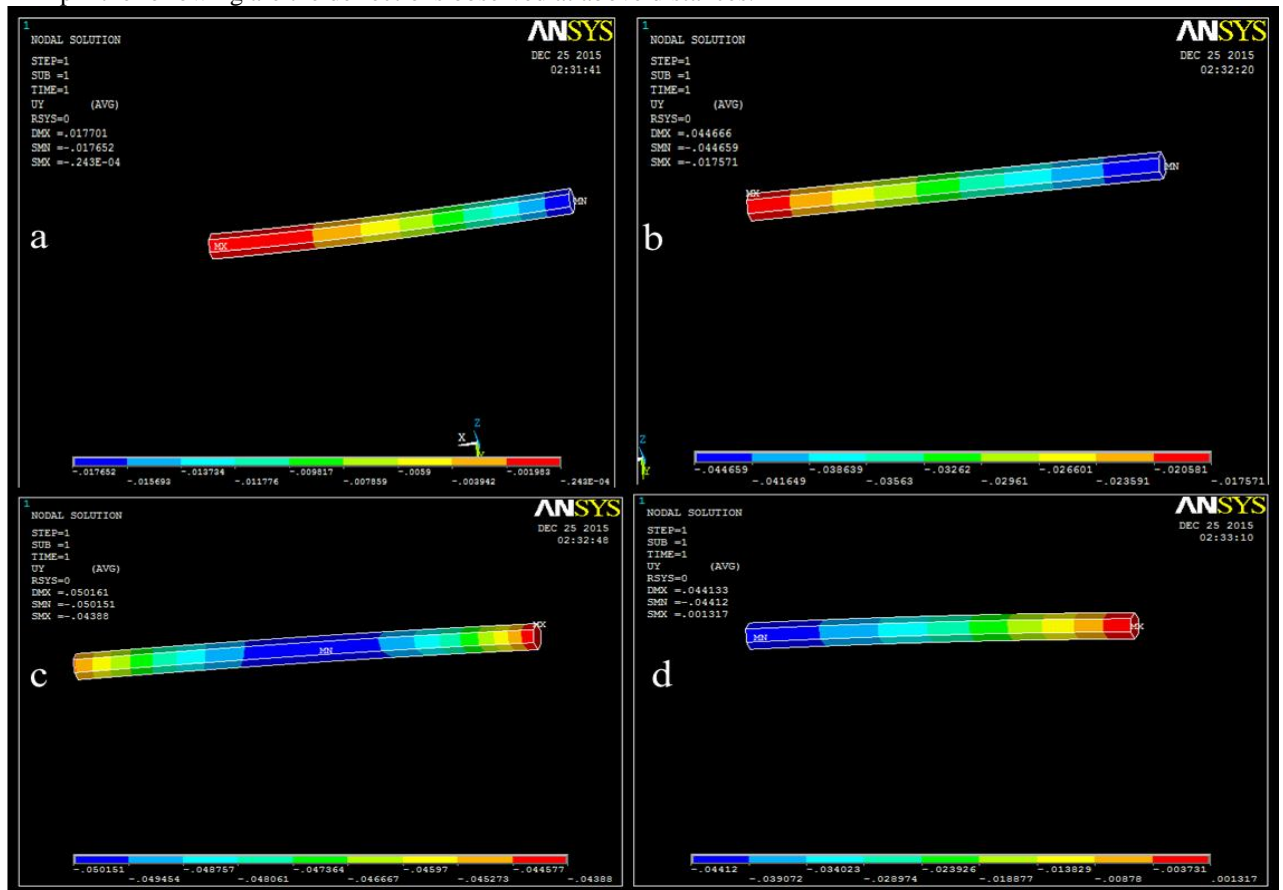 1
ANSYS
NODAL SOLUTION
DEC 25 2015
02:31:41
STEP=1
SUB =1
TIME=1
UY (AVG)
RSYS=0
DMX =.017701
SMN =-.017652
SMX =-.243E-04
MX
MN
a
Z
X
Y
-.017652 -.013734 -.009817 -.0059 -.001983
-.015693 -.011776 -.007859 -.003942 -.243E-04
1
ANSYS
NODAL SOLUTION
DEC 25 2015
02:32:20
STEP=1
SUB =1
TIME=1
UY (AVG)
RSYS=0
DMX =.044666
SMN =-.044659
SMX =-.017571
MN
MX
b
Z
Y
-.044659 -.038639 -.03262 -.026601 -.020581
-.041649 -.03563 -.02961 -.023591 -.017571
1
ANSYS
NODAL SOLUTION
DEC 25 2015
02:32:48
STEP=1
SUB =1
TIME=1
UY (AVG)
RSYS=0
DMX =.050161
SMN =-.050151
SMX =-.04388
MX
MN
c
-.050151 -.048757 -.047364 -.04597 -.044577
-.049454 -.048061 -.046667 -.045273 -.04388
1
ANSYS
NODAL SOLUTION
DEC 25 2015
02:33:10
STEP=1
SUB =1
TIME=1
UY (AVG)
RSYS=0
DMX =.044133
SMN =-.04412
SMX =.001317
MN
MX
d
-.04412 -.034023 -.023926 -.013829 -.003731
-.039072 -.028974 -.018877 -.00878 .001317